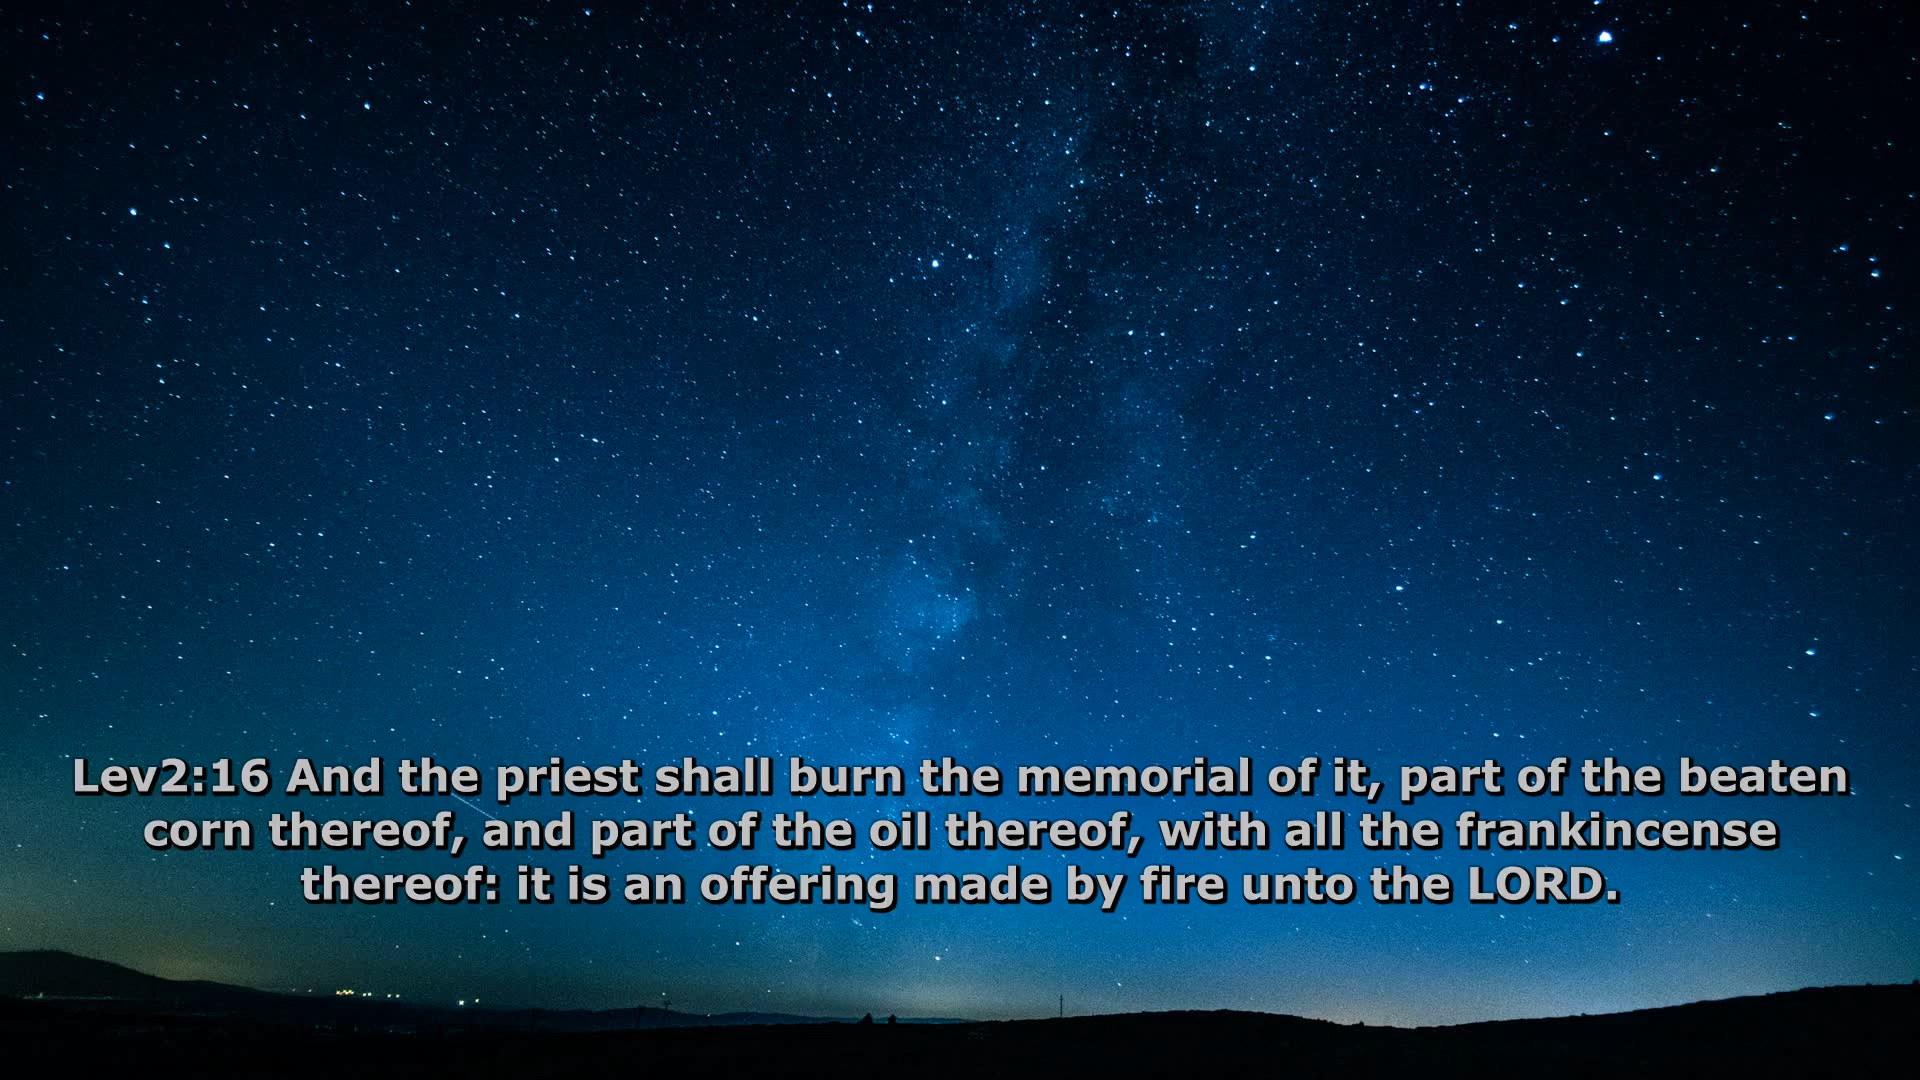 Lev2:16 And the priest shall burn the memorial of it, part of the beaten
corn thereof, and part of the oil thereof, with all the frankincense
thereof: it is an offering made by fire unto the LORD.